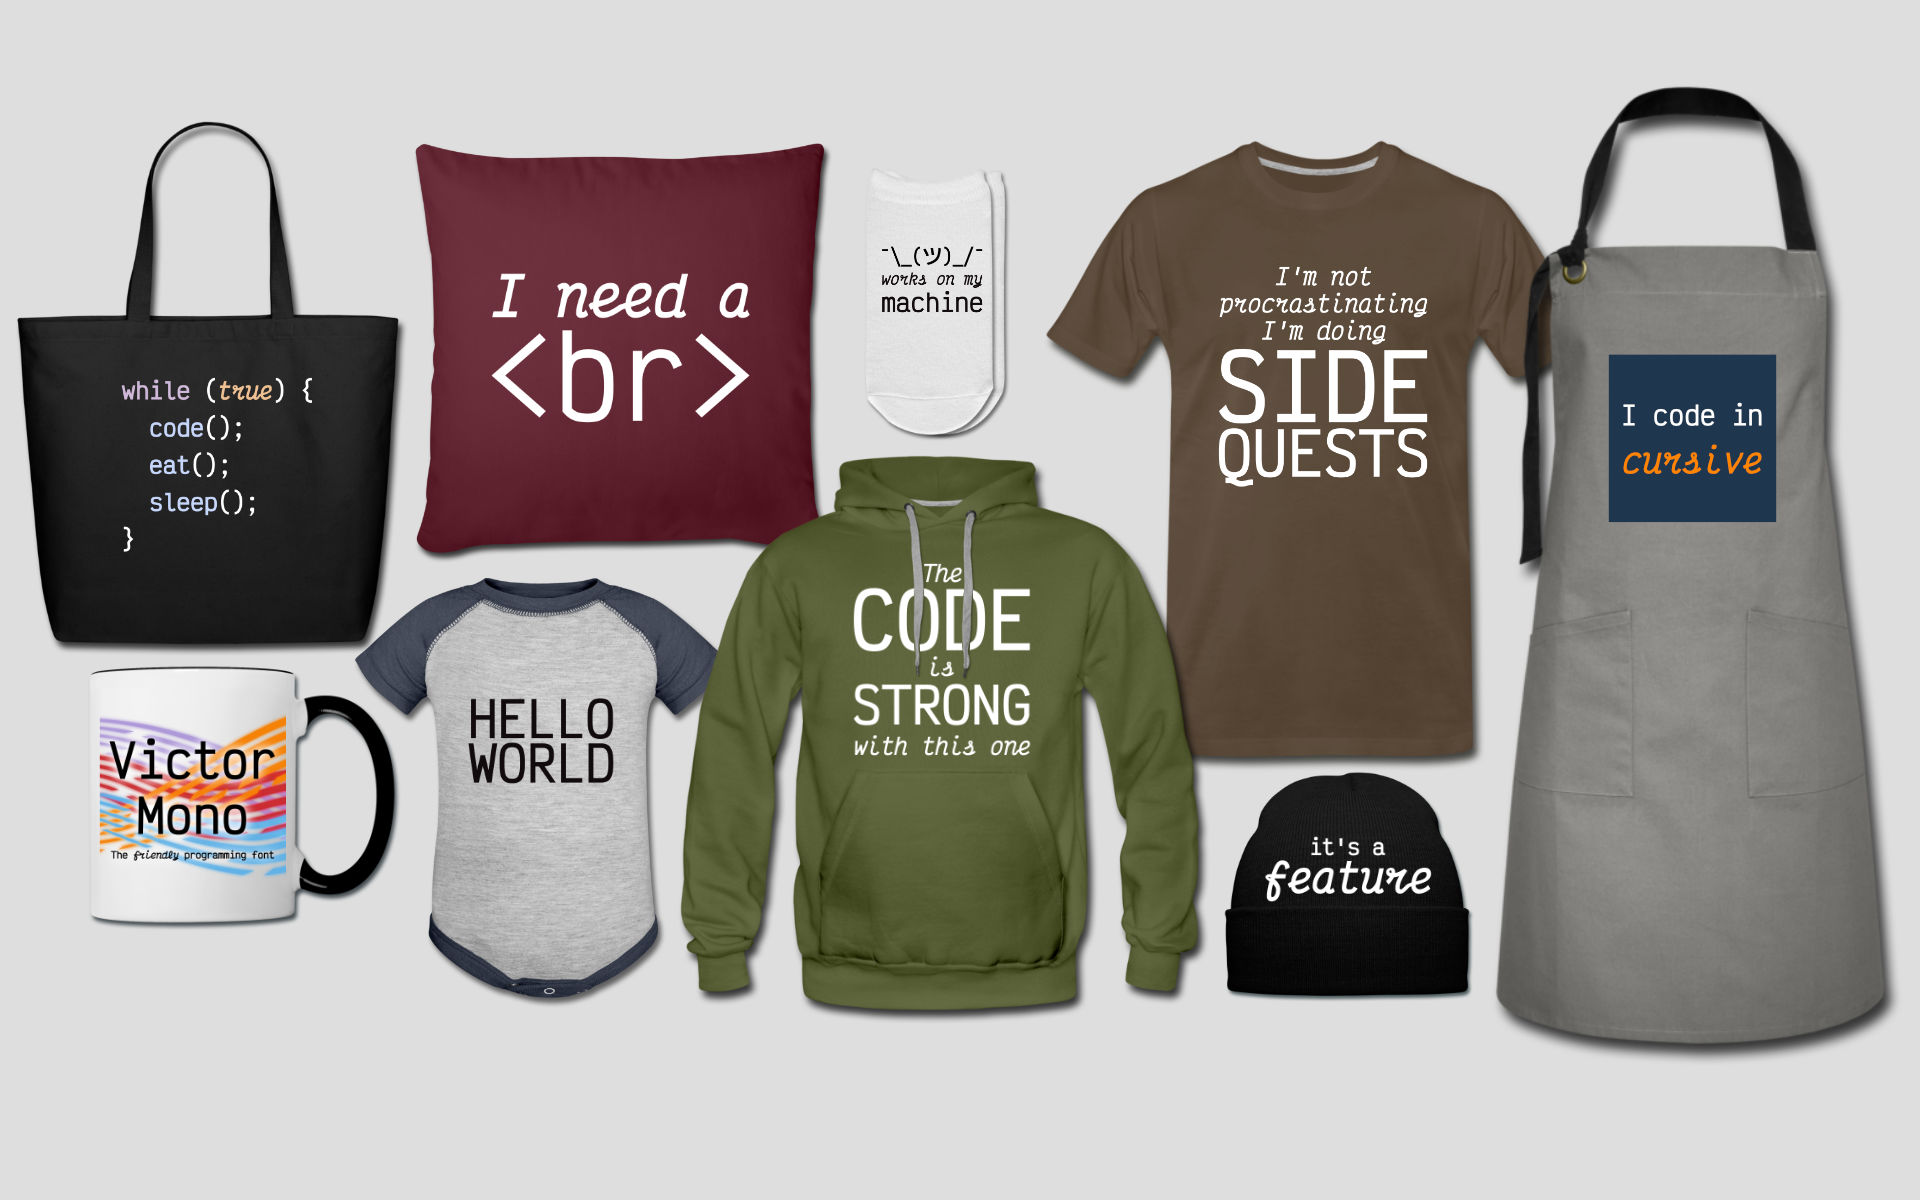 while (true) {
  code();
  eat();
  sleep();
}
I need a
<br>
¯\_(ツ)_/¯
works on my
machine
I'm not
procrastinating
I'm doing
SIDE
QUESTS
I code in
cursive
Victor
Mono
The friendly programming font
HELLO
WORLD
The
CODE
is
STRONG
with this one
it's a
feature